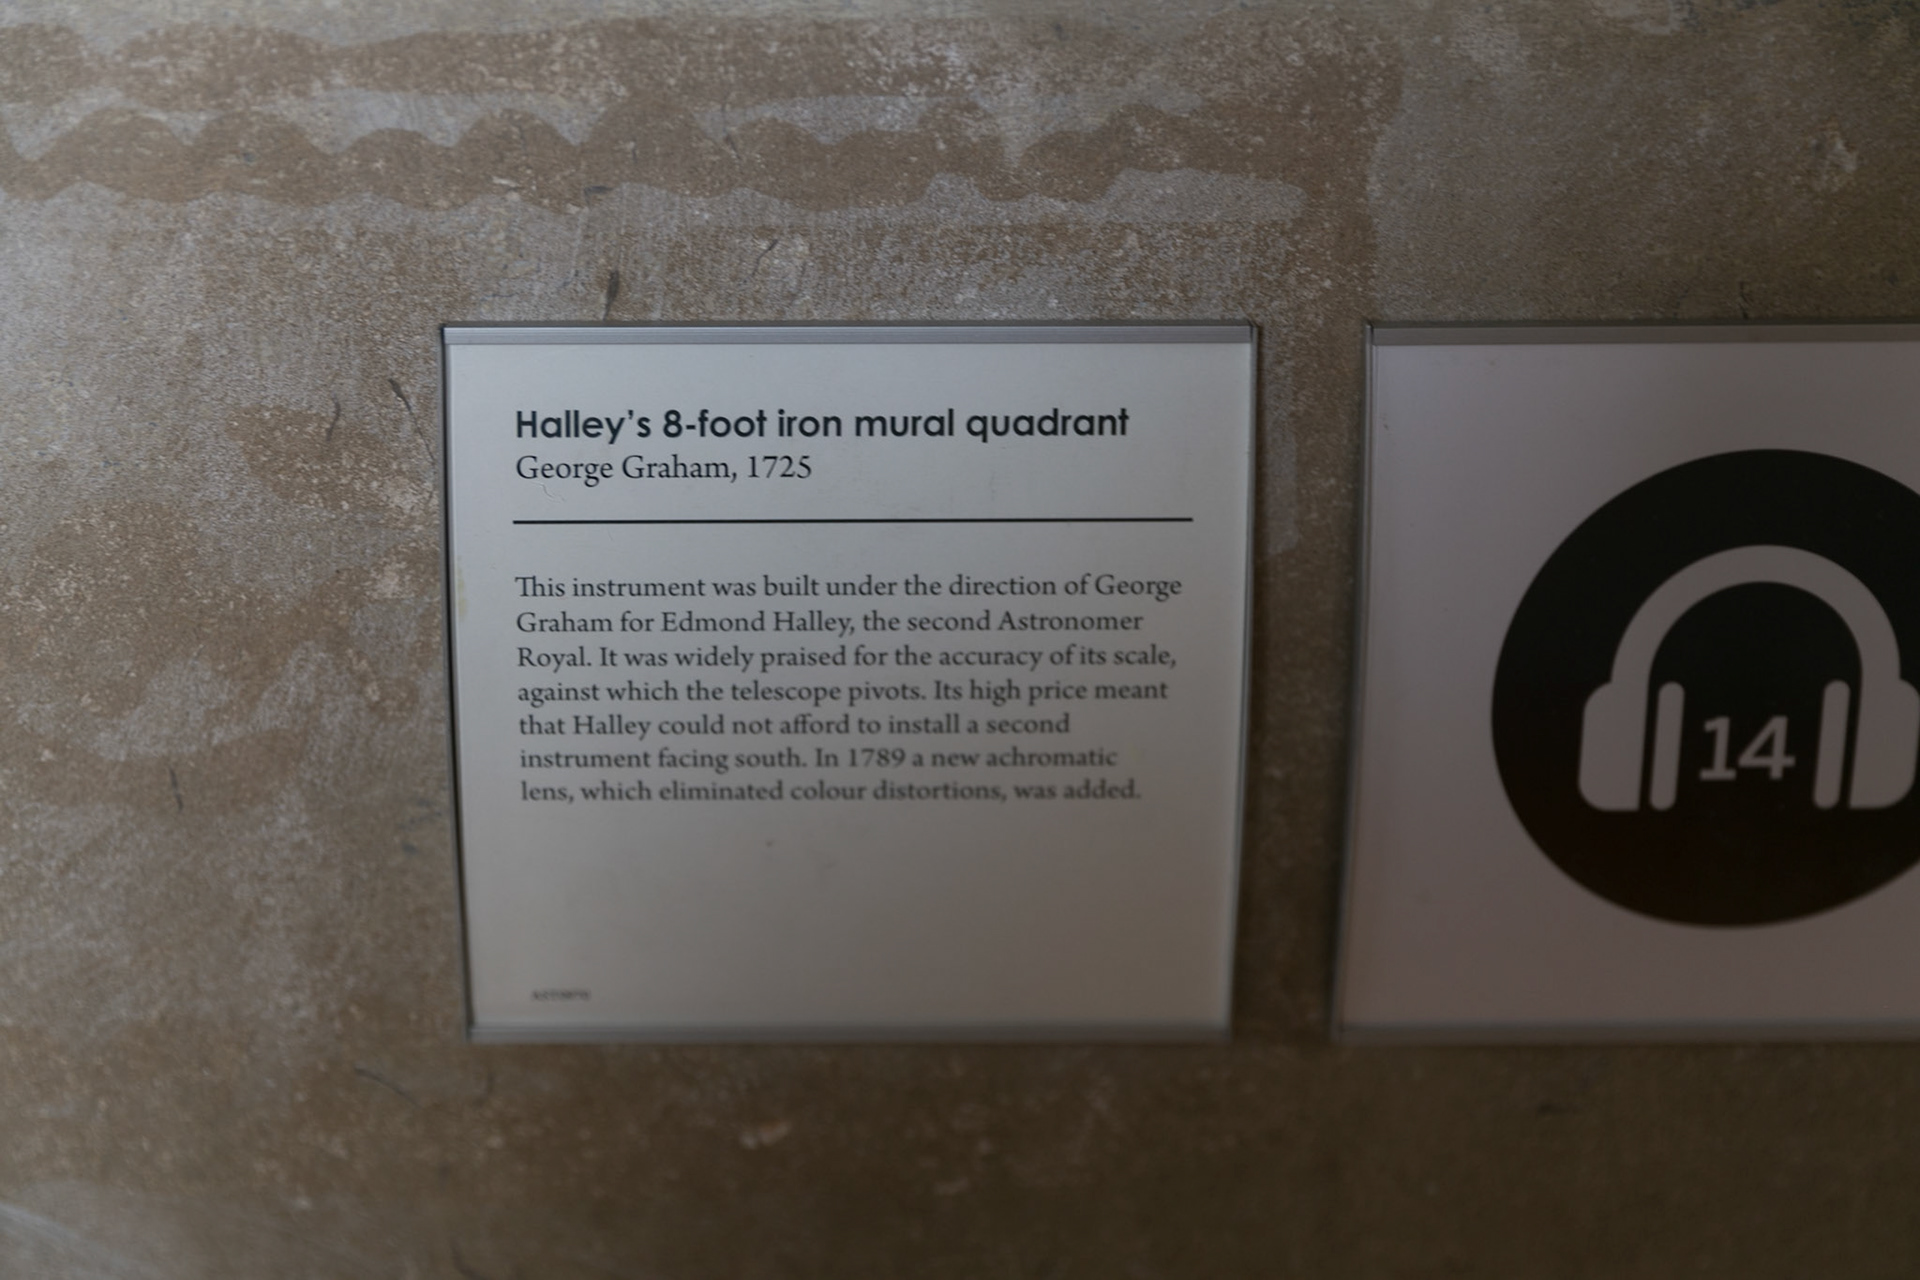 Halley’s 8-foot iron mural quadrant
George Graham, 1725
This instrument was built under the direction of George
Graham for Edmond Halley, the second Astronomer
Royal. It was widely praised for the accuracy of its scale,
against which the telescope pivots. Its high price meant
that Halley could not afford to install a second
instrument facing south. In 1789 a new achromatic
lens, which eliminated colour distortions, was added.
14